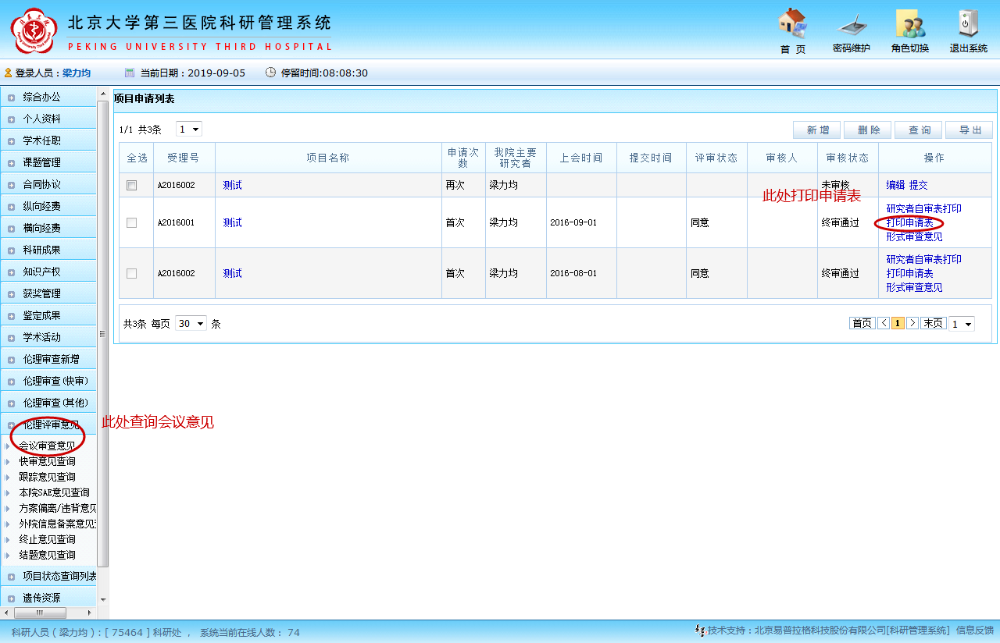 北京大学第三医院科研管理系统
PEKING UNIVERSITY THIRD HOSPITAL
首 页 密码维护 角色切换 退出系统
登录人员：梁力均 当前日期：2019-09-05 停留时间:08:08:30
综合办公
个人资料
学术任职
课题管理
合同协议
纵向经费
横向经费
科研成果
知识产权
获奖管理
鉴定成果
学术活动
伦理审查新增
伦理审查(快审)
伦理审查(其他)
伦理评审意见
会议审查意见
快审意见查询
跟踪意见查询
本院SAE意见查询
方案偏离/违背意见
外院信息备案意见
终止意见查询
结题意见查询
项目状态查询列表
遗传资源
此处查询会议意见
项目申请列表
1/1 共3条 1
新 增 删 除 查 询 导 出
全选 受理号 项目名称 申请次数 我院主要研究者 上会时间 提交时间 评审状态 审核人 审核状态 操作
A2016002 测试 再次 梁力均 未审核 编辑 提交
此处打印申请表
A2016001 测试 首次 梁力均 2016-09-01 同意 终审通过 研究者自审表打印
打印申请表
形式审查意见
A2016002 测试 首次 梁力均 2016-08-01 同意 终审通过 研究者自审表打印
打印申请表
形式审查意见
共3条 每页 30 条 首页 < 1 > 末页 1
科研人员 ( 梁力均 ) : [ 75464 ] 科研处 ， 系统当前在线人数： 74 技术支持：北京易普拉格科技股份有限公司[科研管理系统] 信息反馈